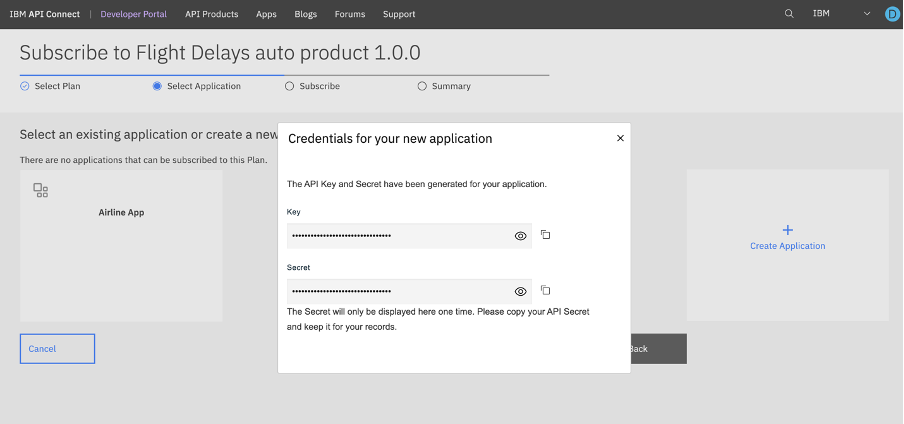 IBM API Connect | Developer Portal API Products Apps Blogs Forums Support IBM D
Subscribe to Flight Delays auto product 1.0.0
Select Plan Select Application Subscribe Summary
Select an existing application or create a new
There are no applications that can be subscribed to this Plan.
Airline App
Credentials for your new application
The API Key and Secret have been generated for your application.
Key
••••••••••••••••••••••••••••••••
Secret
••••••••••••••••••••••••••••••••
The Secret will only be displayed here one time. Please copy your API Secret
and keep it for your records.
Create Application
Cancel
Back